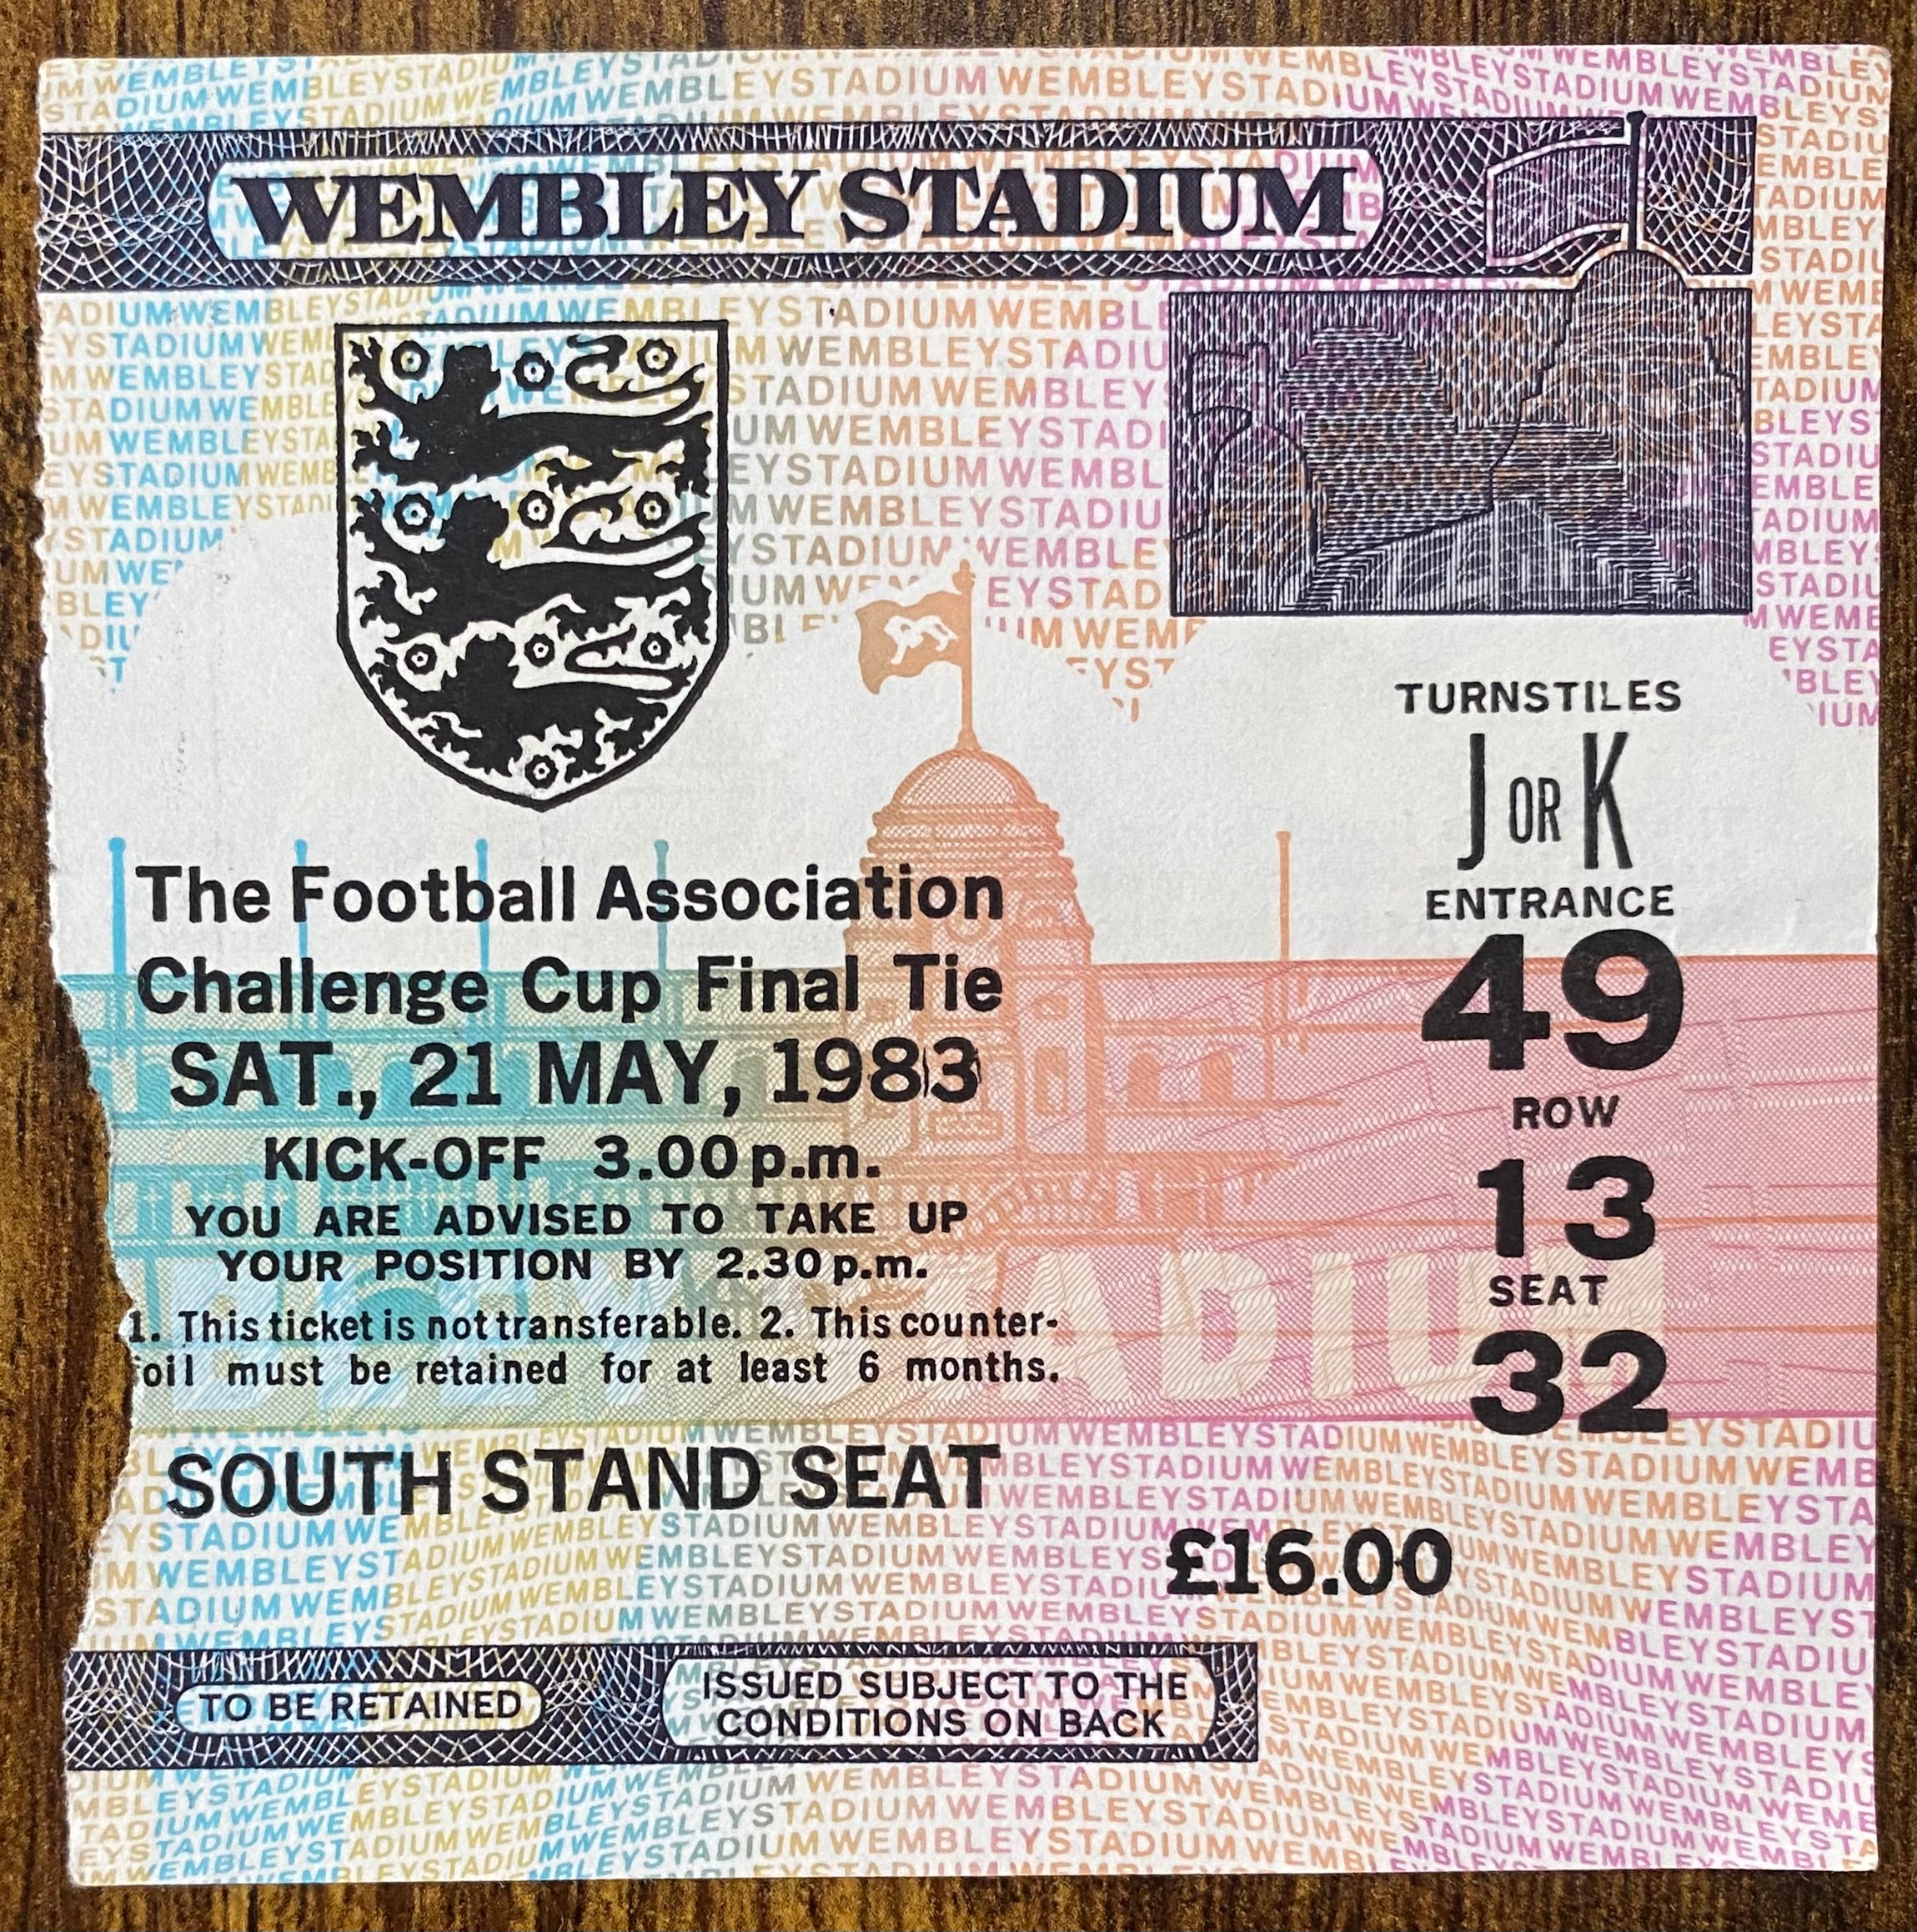 WEMBLEY STADIUM
The Football Association
Challenge Cup Final Tie
SAT., 21 MAY, 1983
KICK-OFF 3.00 p.m.
YOU ARE ADVISED TO TAKE UP
YOUR POSITION BY 2.30 p.m.
1. This ticket is not transferable. 2. This counter-
foil must be retained for at least 6 months.
SOUTH STAND SEAT
£16.00
TURNSTILES
J OR K
ENTRANCE
49
ROW
13
SEAT
32
TO BE RETAINED
ISSUED SUBJECT TO THE
CONDITIONS ON BACK